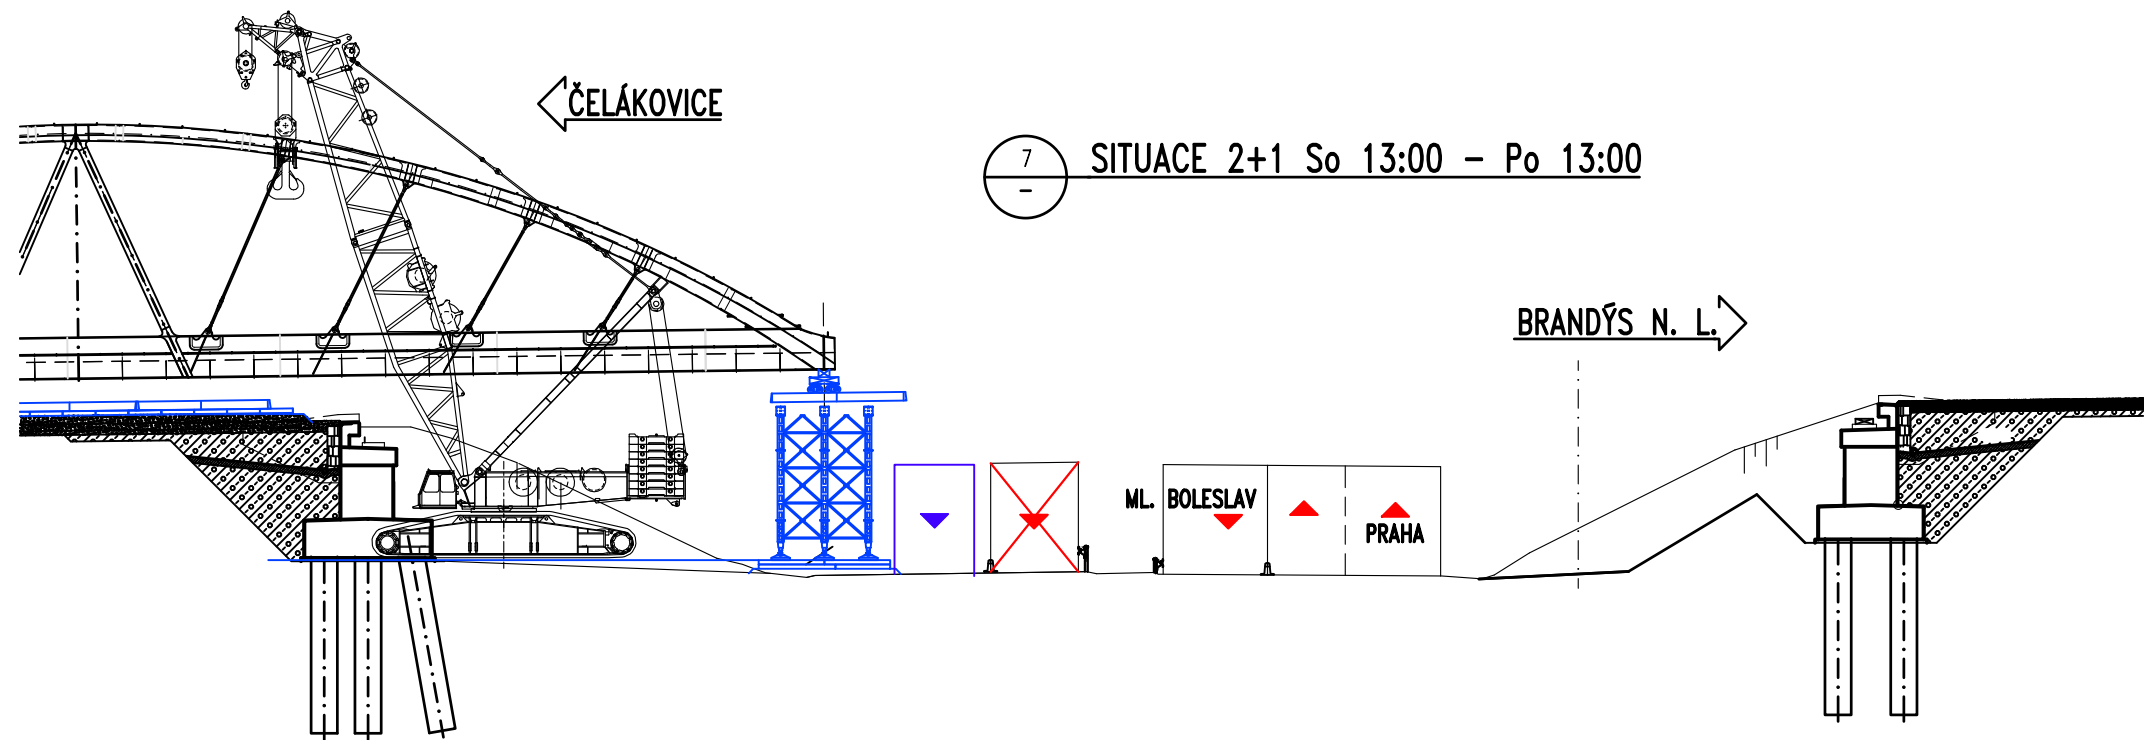 ČELÁKOVICE
7
-
SITUACE 2+1 So 13:00 - Po 13:00
BRANDÝS N. L.
ML. BOLESLAV
PRAHA